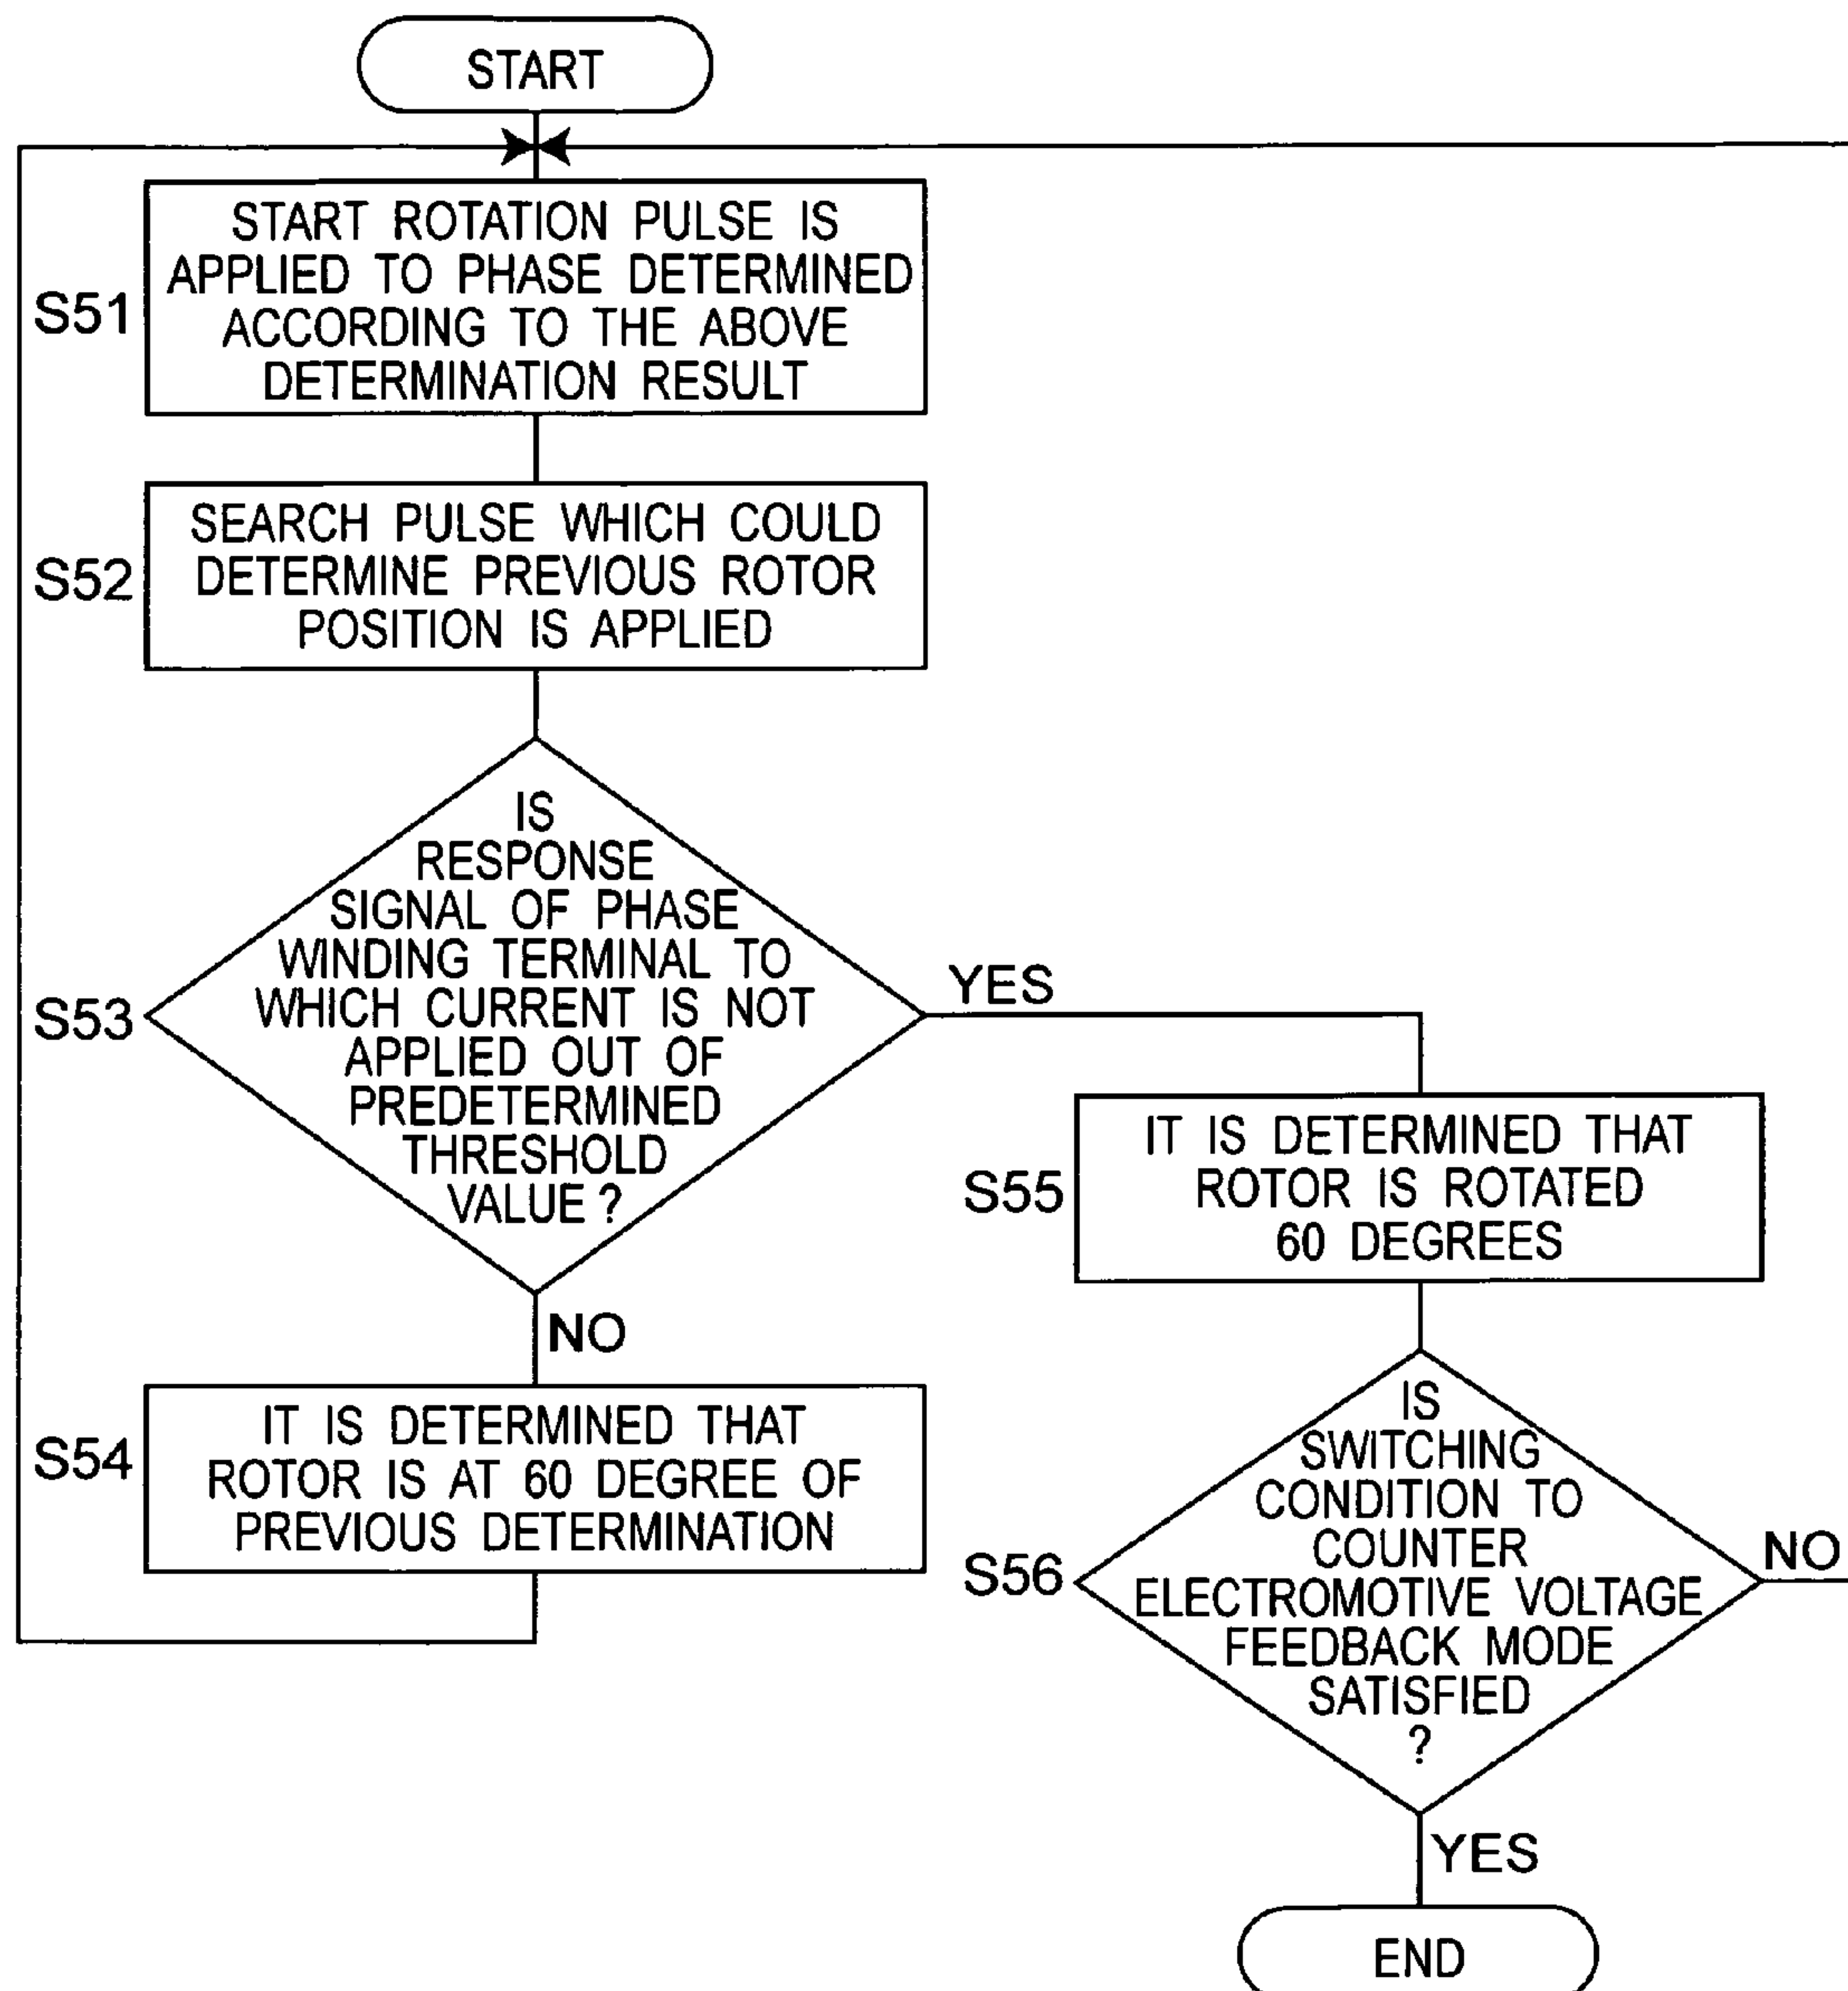 START
S51
START ROTATION PULSE IS
APPLIED TO PHASE DETERMINED
ACCORDING TO THE ABOVE
DETERMINATION RESULT
S52
SEARCH PULSE WHICH COULD
DETERMINE PREVIOUS ROTOR
POSITION IS APPLIED
S53
IS
RESPONSE
SIGNAL OF PHASE
WINDING TERMINAL TO
WHICH CURRENT IS NOT
APPLIED OUT OF
PREDETERMINED
THRESHOLD
VALUE ?
YES
NO
S54
IT IS DETERMINED THAT
ROTOR IS AT 60 DEGREE OF
PREVIOUS DETERMINATION
S55
IT IS DETERMINED THAT
ROTOR IS ROTATED
60 DEGREES
S56
IS
SWITCHING
CONDITION TO
COUNTER
ELECTROMOTIVE VOLTAGE
FEEDBACK MODE
SATISFIED
?
NO
YES
END